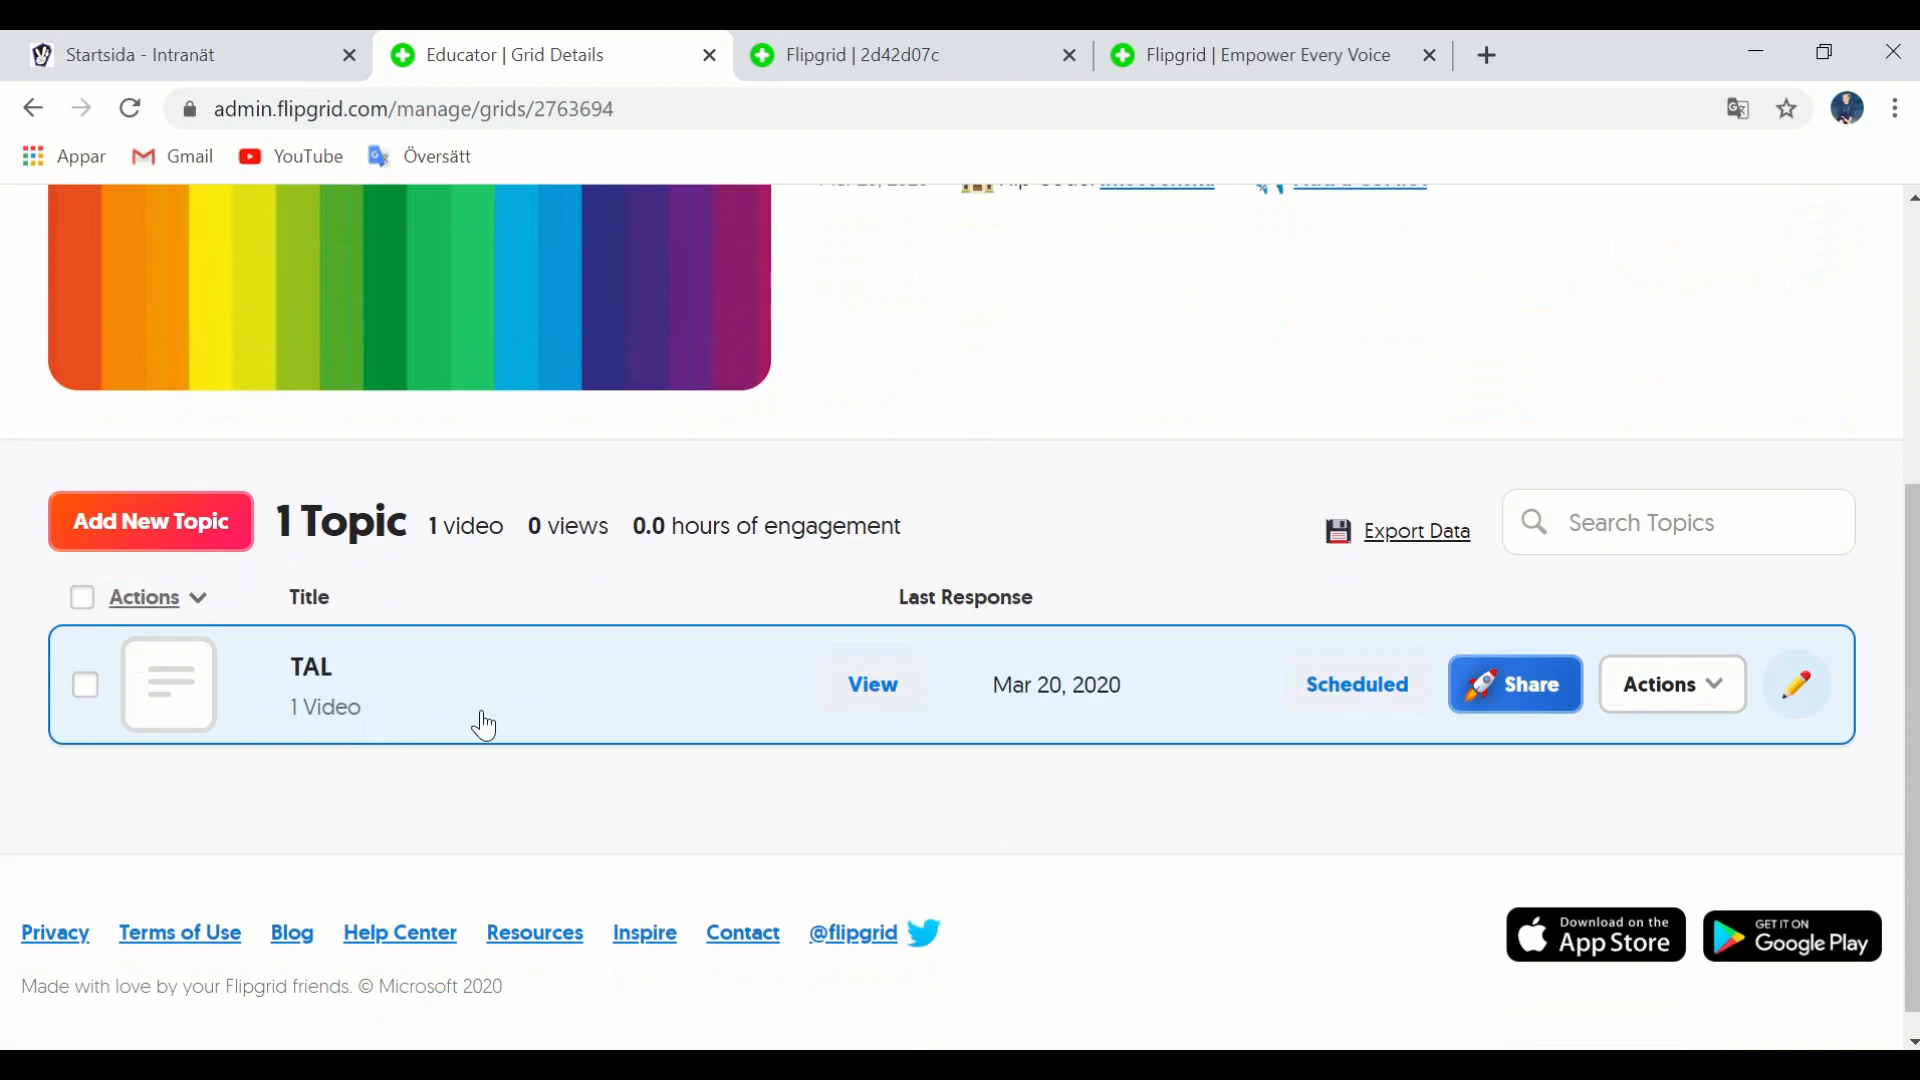 Startsida - Intranät
Educator | Grid Details
Flipgrid | 2d42d07c
Flipgrid | Empower Every Voice
admin.flipgrid.com/manage/grids/2763694
Appar
Gmail
YouTube
Översätt
Add New Topic
1 Topic
1 video
0 views
0.0 hours of engagement
Export Data
Search Topics
Actions
Title
Last Response
TAL
1 Video
View
Mar 20, 2020
Scheduled
Share
Actions
Privacy
Terms of Use
Blog
Help Center
Resources
Inspire
Contact
@flipgrid
Download on the
App Store
GET IT ON
Google Play
Made with love by your Flipgrid friends. © Microsoft 2020